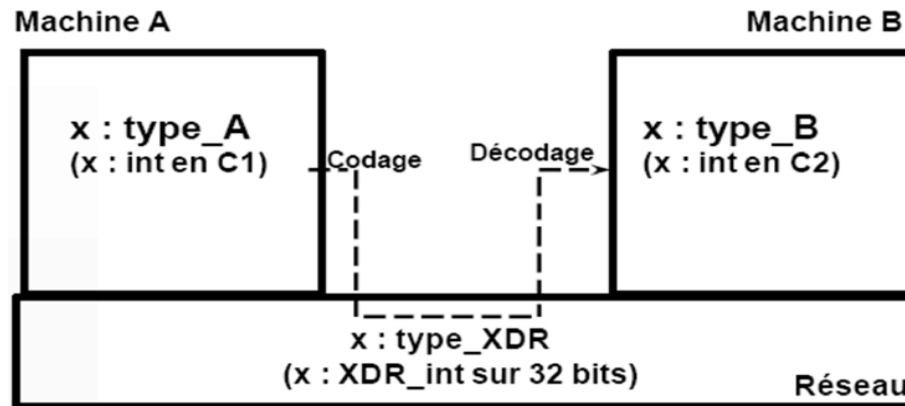 Machine A
Machine B
x : type_A
(x : int en C1)
Codage
Décodage
x : type_B
(x : int en C2)
x : type_XDR
(x : XDR_int sur 32 bits)
Réseau